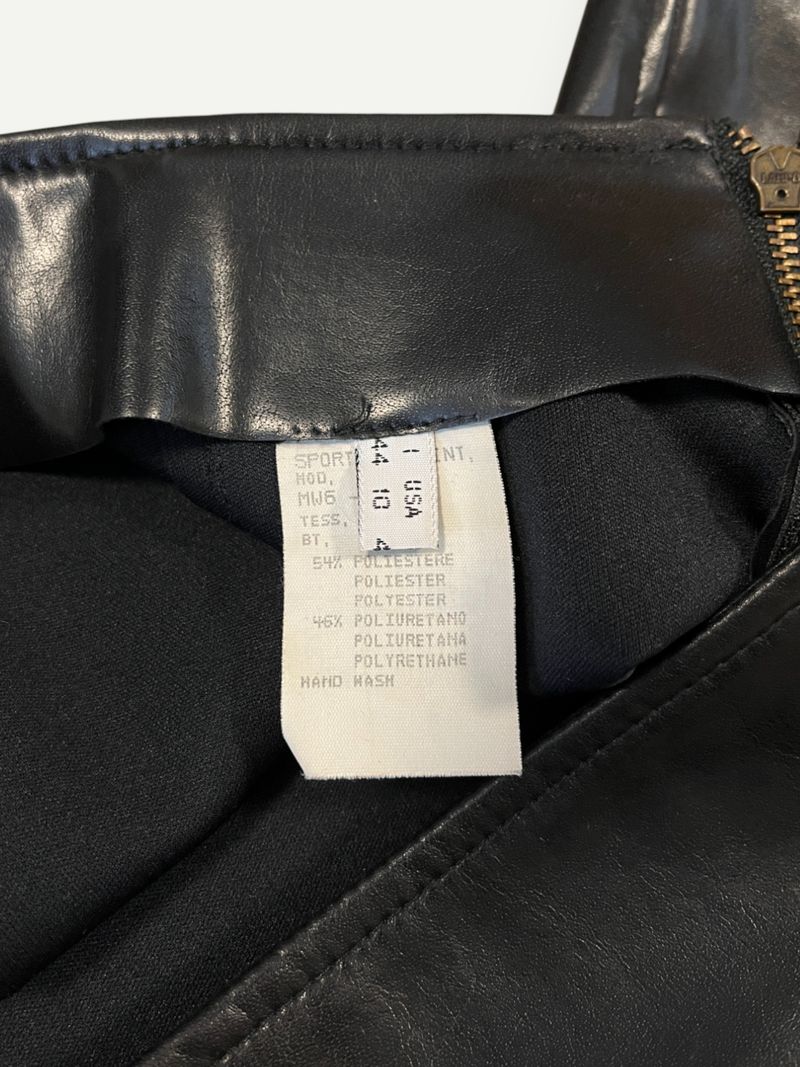 SPORT INT.
MOD.
MW6 -
TESS.
BT.
54% POLIESTERE
POLIESTER
POLYESTER
46% POLIURETANO
POLIURETANA
POLYRETHANE
HAND WASH
I USA
44 10 4